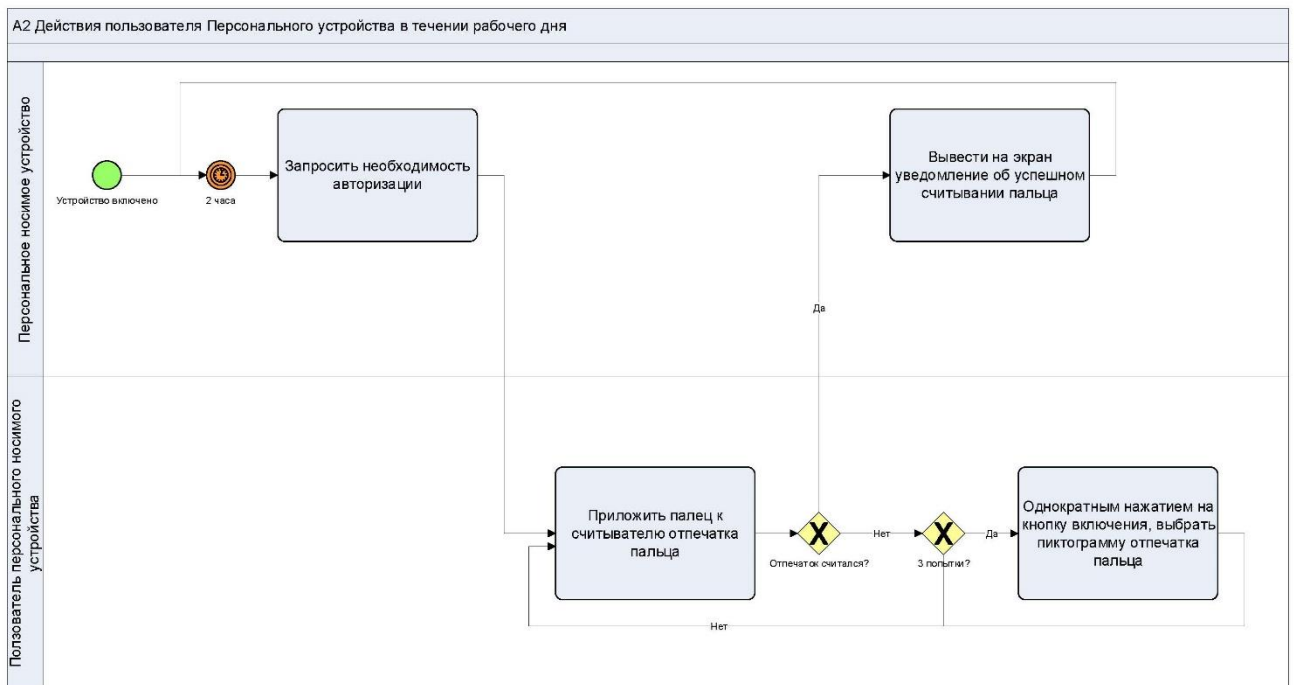 А2 Действия пользователя Персонального устройства в течении рабочего дня
Персональное носимое устройство
Устройство включено
2 часа
Запросить необходимость
авторизации
Вывести на экран
уведомление об успешном
считывании пальца
Да
Ползователь персонального носимого
устройства
Приложить палец к
считывателю отпечатка
пальца
Отпечаток считался?
Нет
3 попытки?
Да
Однократным нажатием на
кнопку включения, выбрать
пиктограмму отпечатка
пальца
Нет